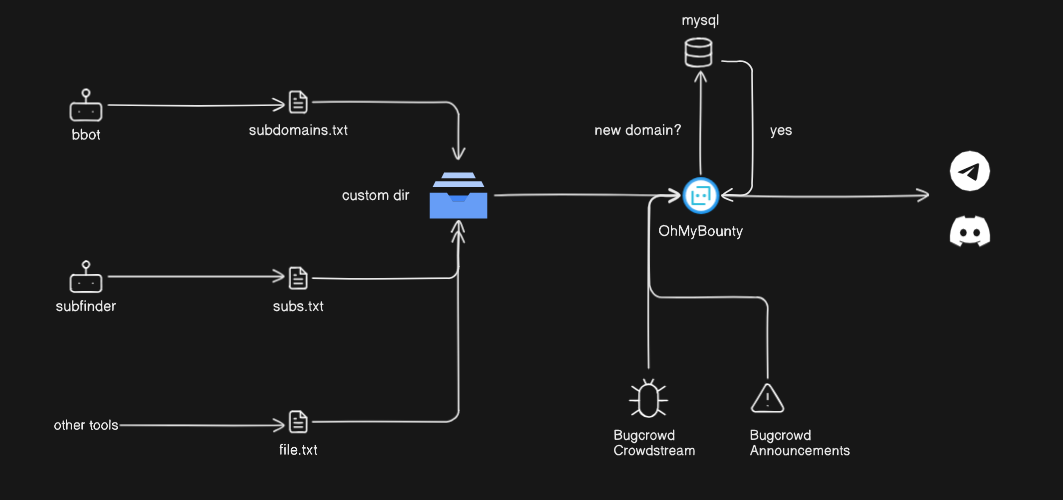 mysql
bbot
subdomains.txt
new domain?
yes
custom dir
OhMyBounty
subfinder
subs.txt
other tools
file.txt
Bugcrowd
Crowdstream
Bugcrowd
Announcements